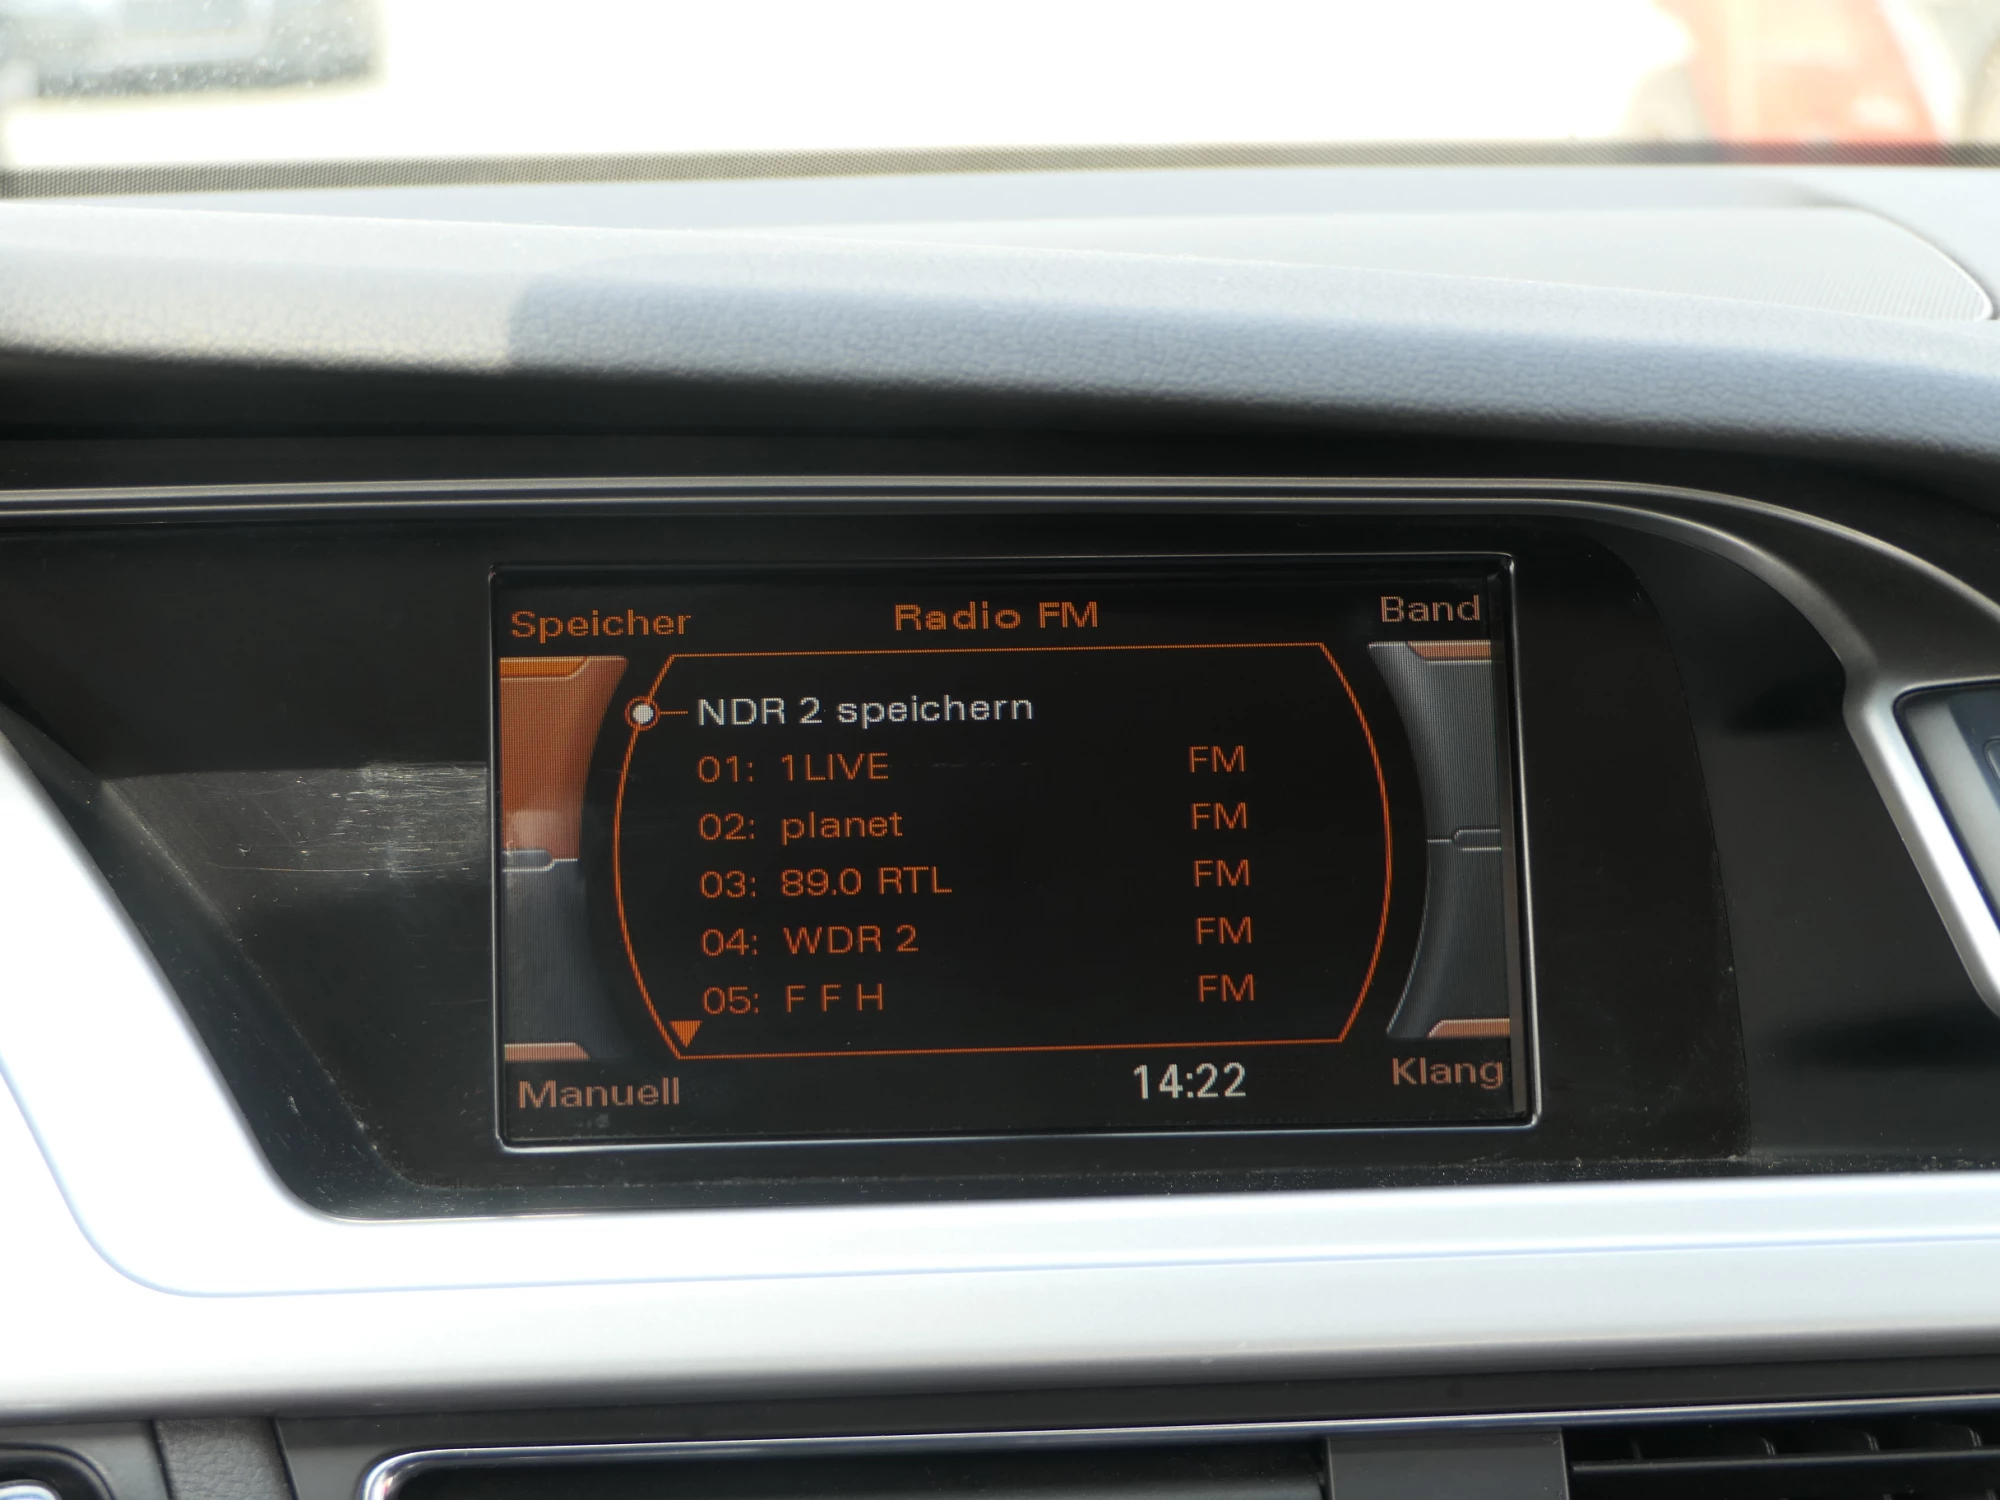 Speicher Radio FM Band
NDR 2 speichern
01: 1LIVE FM
02: planet FM
03: 89.0 RTL FM
04: WDR 2 FM
05: F F H FM
Manuell 14:22 Klang